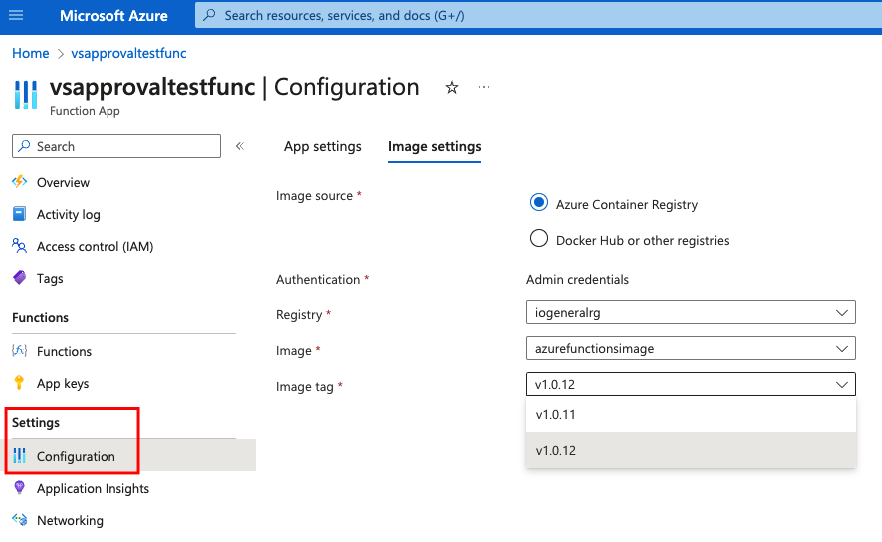 Microsoft Azure
Search resources, services, and docs (G+/)
Home > vsapprovaltestfunc
vsapprovaltestfunc | Configuration
Function App
Search
«
App settings
Image settings
Overview
Activity log
Access control (IAM)
Tags
Functions
Functions
App keys
Settings
Configuration
Application Insights
Networking
Image source *
Azure Container Registry
Docker Hub or other registries
Authentication *
Admin credentials
Registry *
iogeneralrg
Image *
azurefunctionsimage
Image tag *
v1.0.12
v1.0.11
v1.0.12